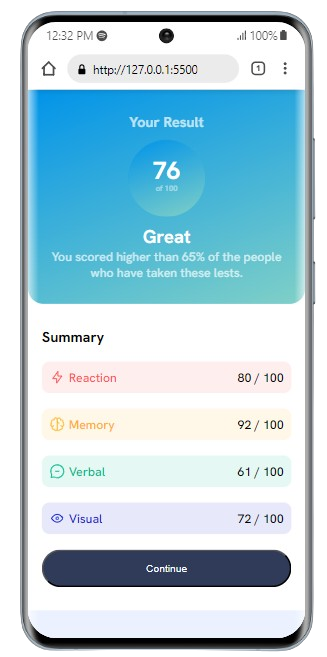 12:32 PM
100%
http://127.0.0.1:5500
1
Your Result
76
of 100
Great
You scored higher than 65% of the people
who have taken these lests.
Summary
Reaction 80 / 100
Memory 92 / 100
Verbal 61 / 100
Visual 72 / 100
Continue